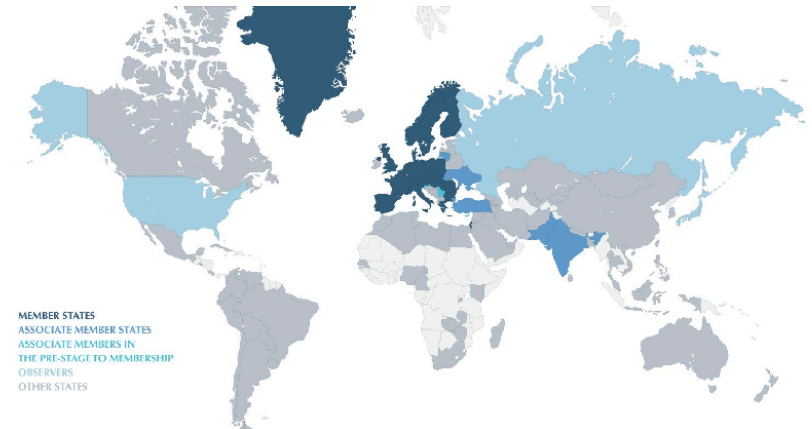 MEMBER STATES
ASSOCIATE MEMBER STATES
ASSOCIATE MEMBERS IN
THE PRE-STAGE TO MEMBERSHIP
OBSERVERS
OTHER STATES